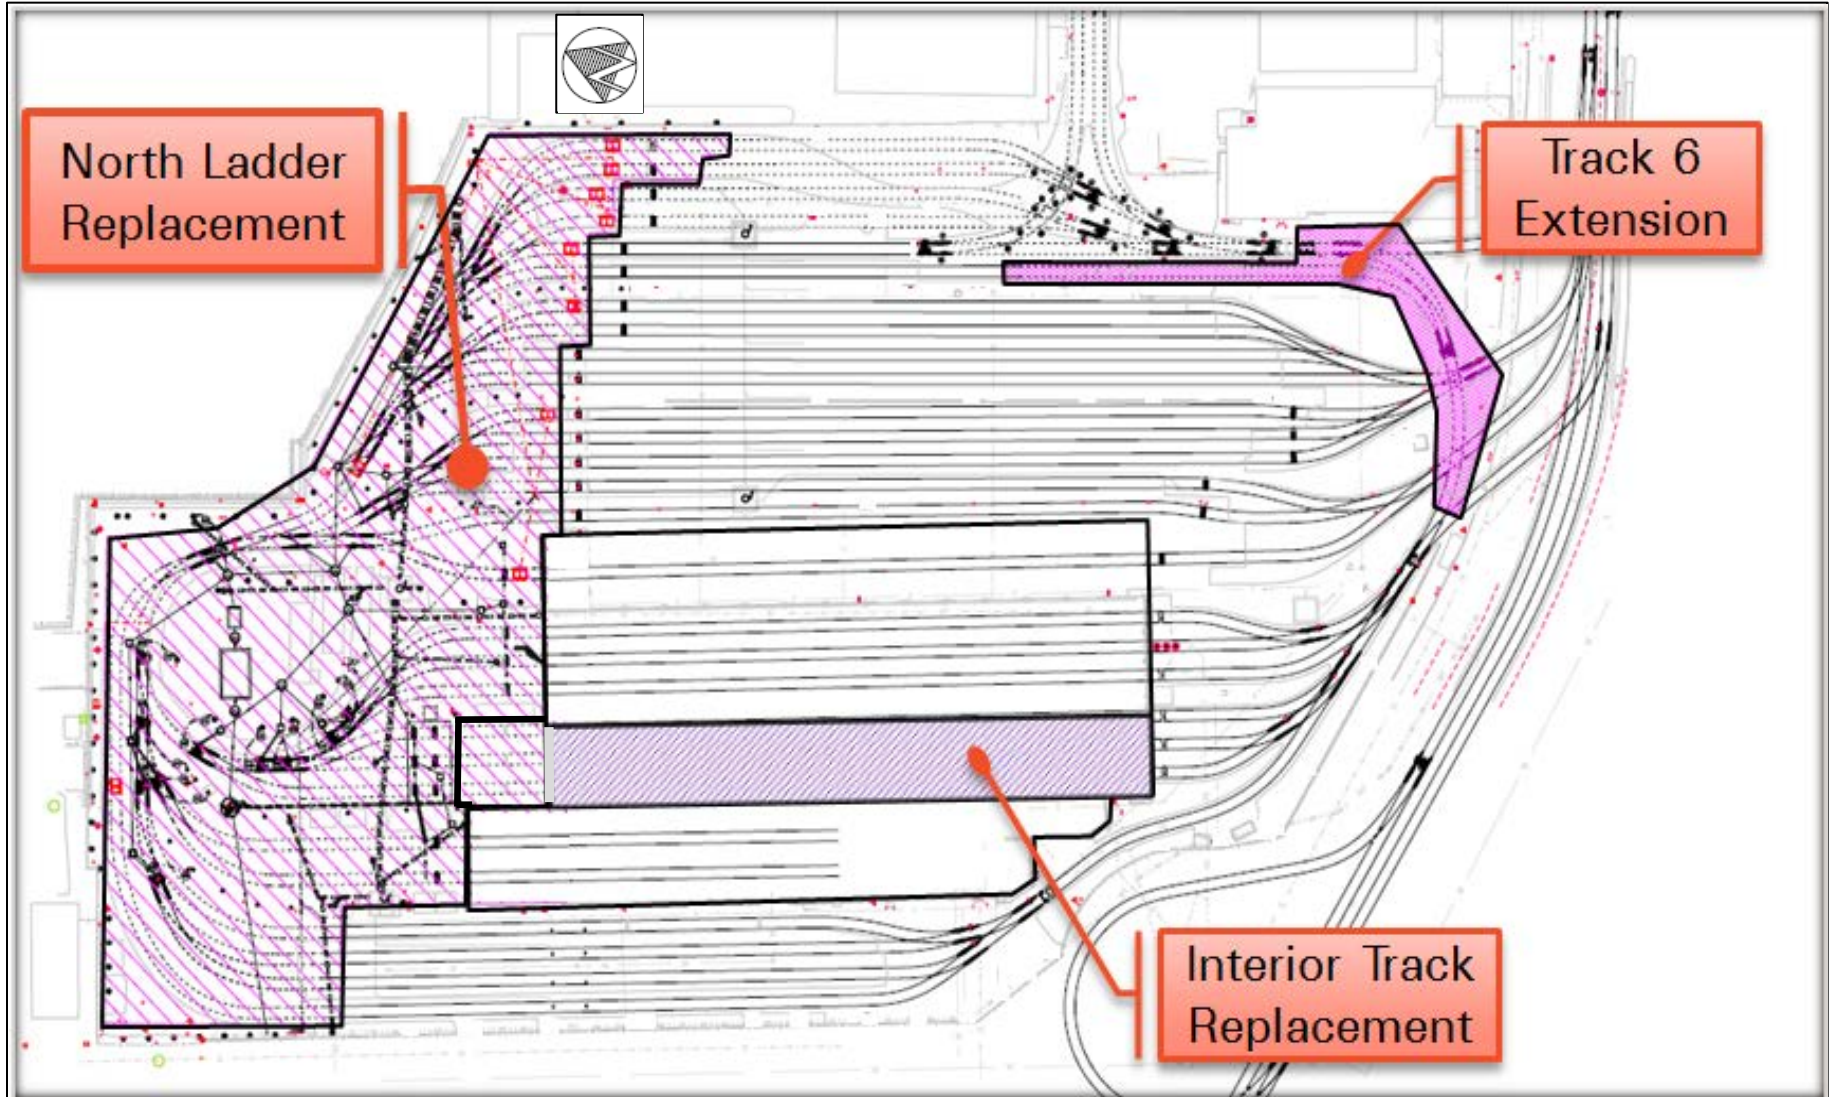 North Ladder
Replacement
Track 6
Extension
Interior Track
Replacement